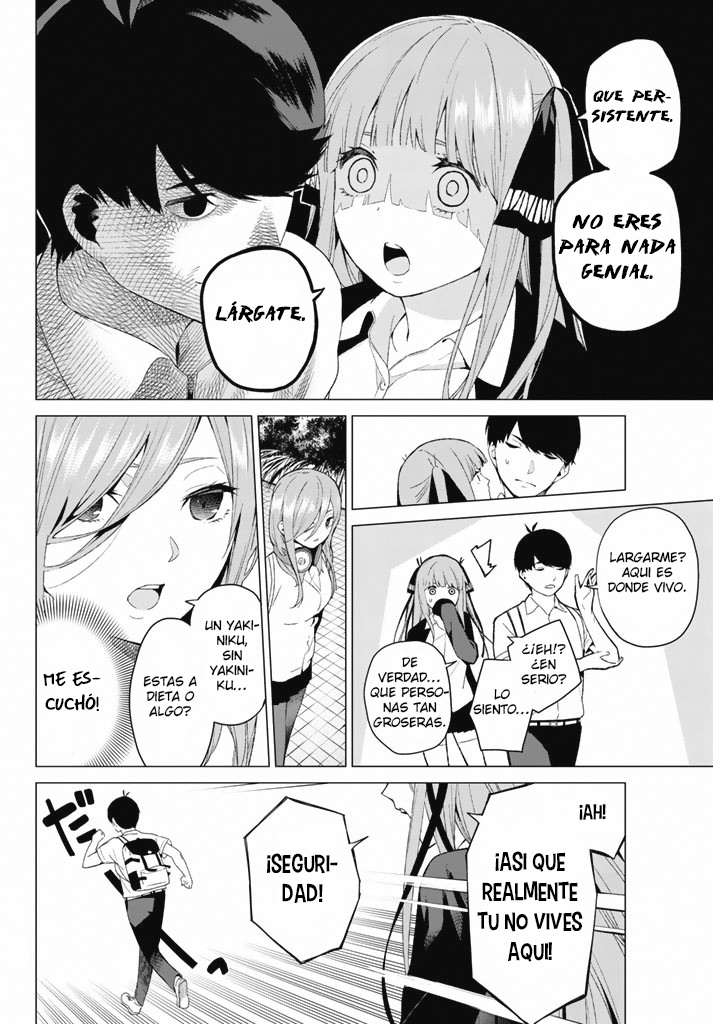 QUE PER-
SISTENTE.
NO ERES
PARA NADA
GENIAL.
LÁRGATE.
LARGARME?
AQUI ES
DONDE VIVO.
¿¡EH!?
¿EN
SERIO?
LO
SIENTO...
DE
VERDAD...
QUE PERSO-
NAS TAN
GROSERAS.
UN YAKI-
NIKU, SIN
YAKINI-
KU...
ESTAS A
DIETA O
ALGO?
ME ES-
CUCHÓ!
¡AH!
¡ASI QUE
REALMENTE
TU NO VIVES
AQUI!
¡SEGURI-
DAD!
ダッ